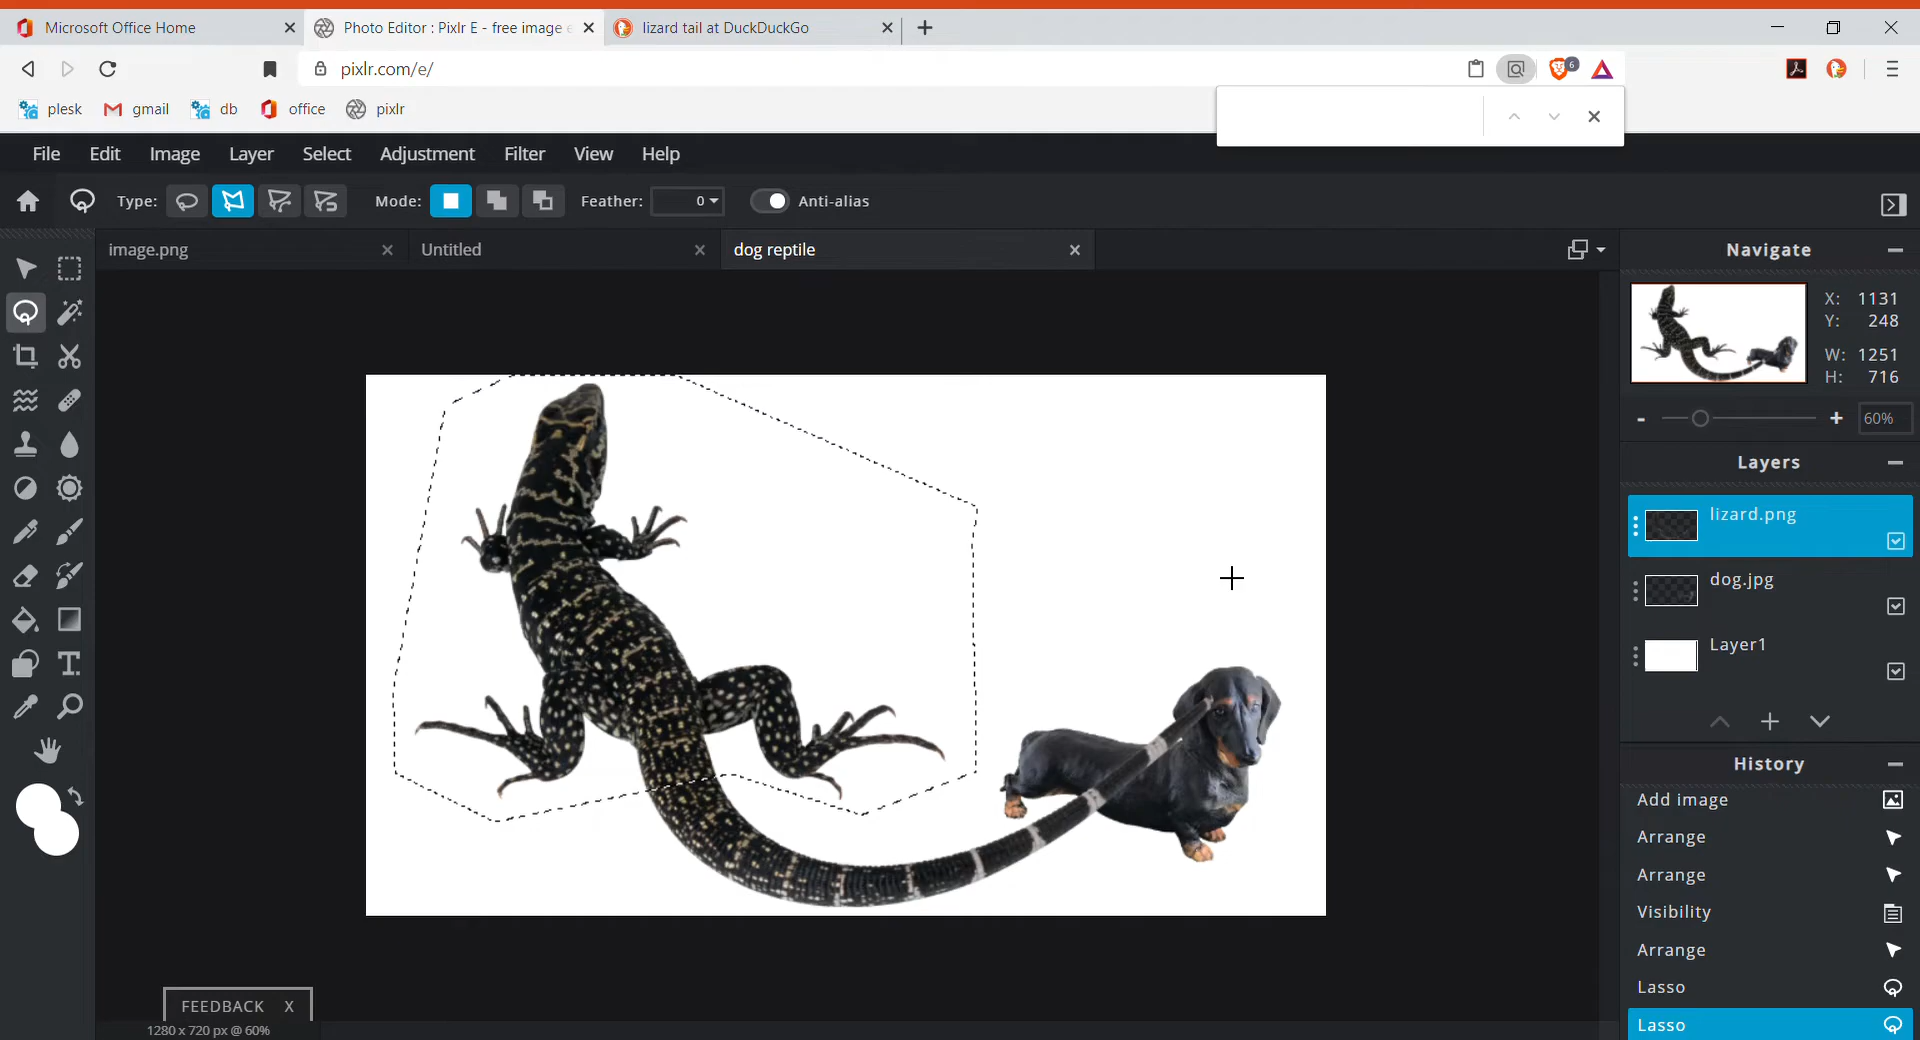 Microsoft Office Home
Photo Editor : Pixlr E - free image e
lizard tail at DuckDuckGo
pixlr.com/e/
6
plesk
gmail
db
office
pixlr
File Edit Image Layer Select Adjustment Filter View Help
Type:
Mode:
Feather: 0
Anti-alias
image.png
Untitled
dog reptile
Navigate
X: 1131
Y: 248
W: 1251
H: 716
- + 60%
Layers
lizard.png
dog.jpg
Layer1
History
Add image
Arrange
Arrange
Visibility
Arrange
Lasso
Lasso
FEEDBACK X
1280 x 720 px @ 60%